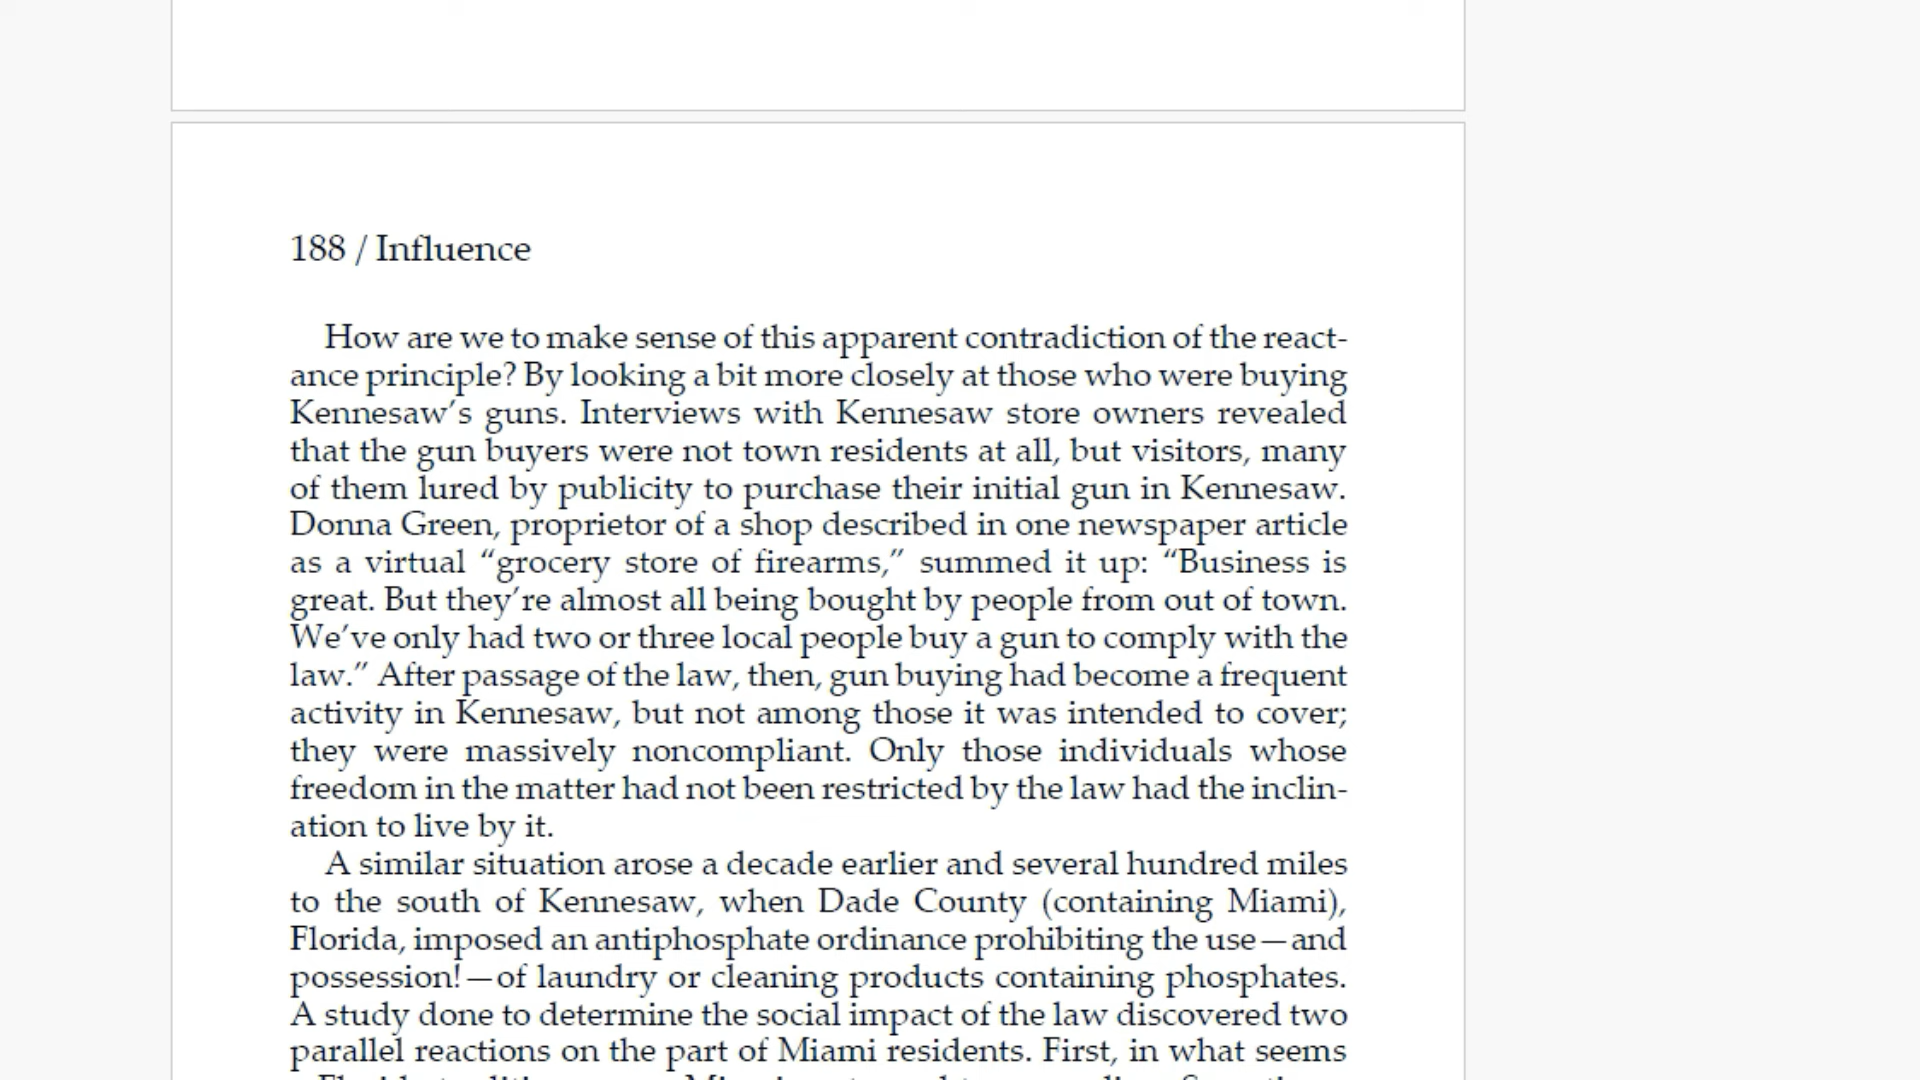 188 / Influence
How are we to make sense of this apparent contradiction of the react-
ance principle? By looking a bit more closely at those who were buying
Kennesaw’s guns. Interviews with Kennesaw store owners revealed
that the gun buyers were not town residents at all, but visitors, many
of them lured by publicity to purchase their initial gun in Kennesaw.
Donna Green, proprietor of a shop described in one newspaper article
as a virtual “grocery store of firearms,” summed it up: “Business is
great. But they’re almost all being bought by people from out of town.
We’ve only had two or three local people buy a gun to comply with the
law.” After passage of the law, then, gun buying had become a frequent
activity in Kennesaw, but not among those it was intended to cover;
they were massively noncompliant. Only those individuals whose
freedom in the matter had not been restricted by the law had the inclin-
ation to live by it.
A similar situation arose a decade earlier and several hundred miles
to the south of Kennesaw, when Dade County (containing Miami),
Florida, imposed an antiphosphate ordinance prohibiting the use—and
possession!—of laundry or cleaning products containing phosphates.
A study done to determine the social impact of the law discovered two
parallel reactions on the part of Miami residents. First, in what seems